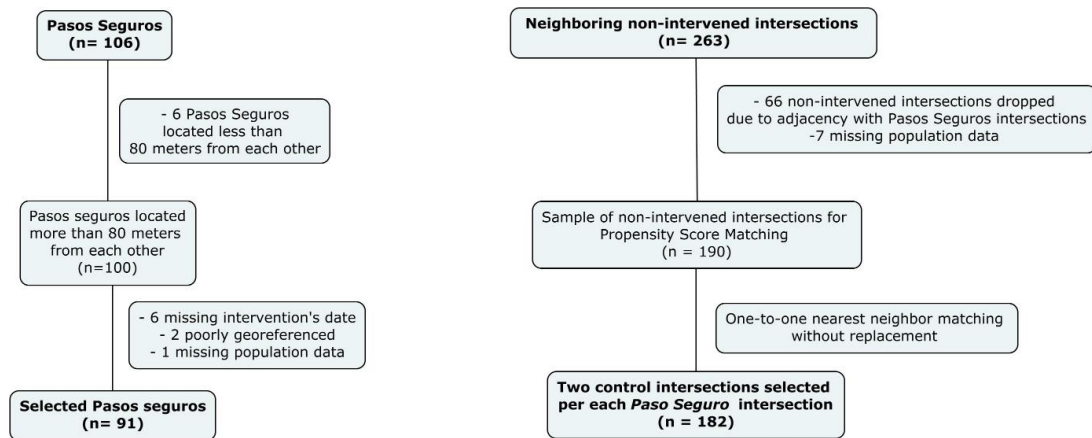 Pasos Seguros
(n= 106)
- 6 Pasos Seguros
located less than
80 meters from each other
Pasos seguros located
more than 80 meters
from each other
(n=100)
- 6 missing intervention's date
- 2 poorly georeferenced
- 1 missing population data
Selected Pasos seguros
(n= 91)
Neighboring non-intervened intersections
(n= 263)
- 66 non-intervened intersections dropped
due to adjacency with Pasos Seguros intersections
-7 missing population data
Sample of non-intervened intersections for
Propensity Score Matching
(n = 190)
One-to-one nearest neighbor matching
without replacement
Two control intersections selected
per each Paso Seguro intersection
(n = 182)